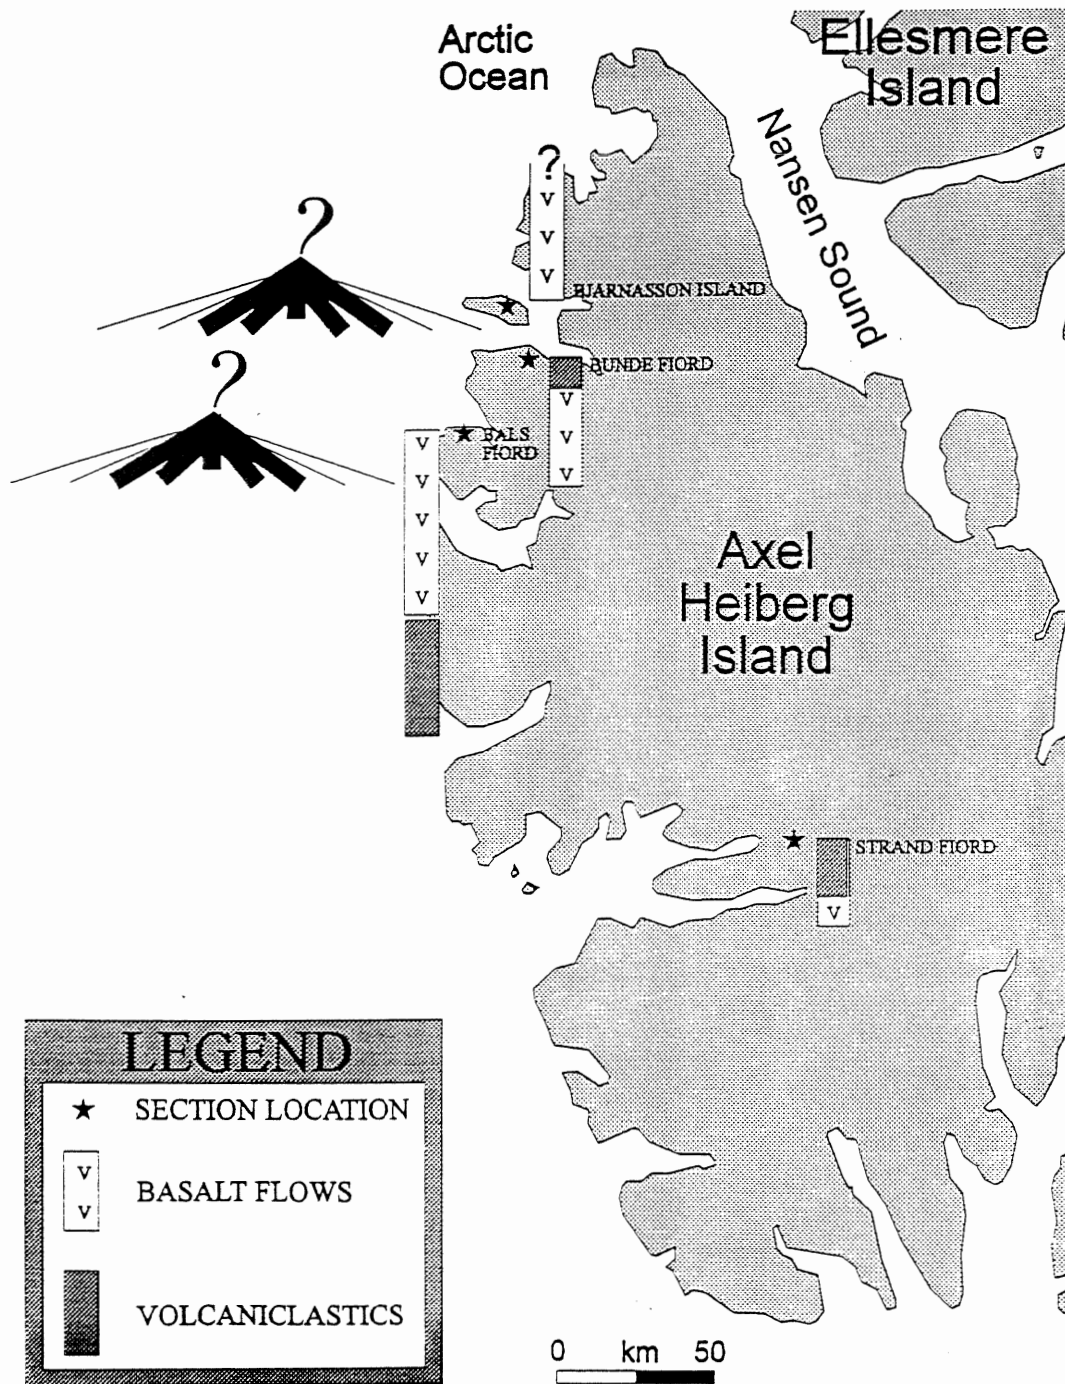 Arctic
Ocean
Ellesmere
Island
Nansen Sound
?
v
v
v
BJARNASSON ISLAND
?
BUNDE FIORD
v
v
v
?
BALS
FIORD
v
v
v
v
v
Axel
Heiberg
Island
STRAND FIORD
v
LEGEND
SECTION LOCATION
v
v
BASALT FLOWS
VOLCANICLASTICS
0 km 50